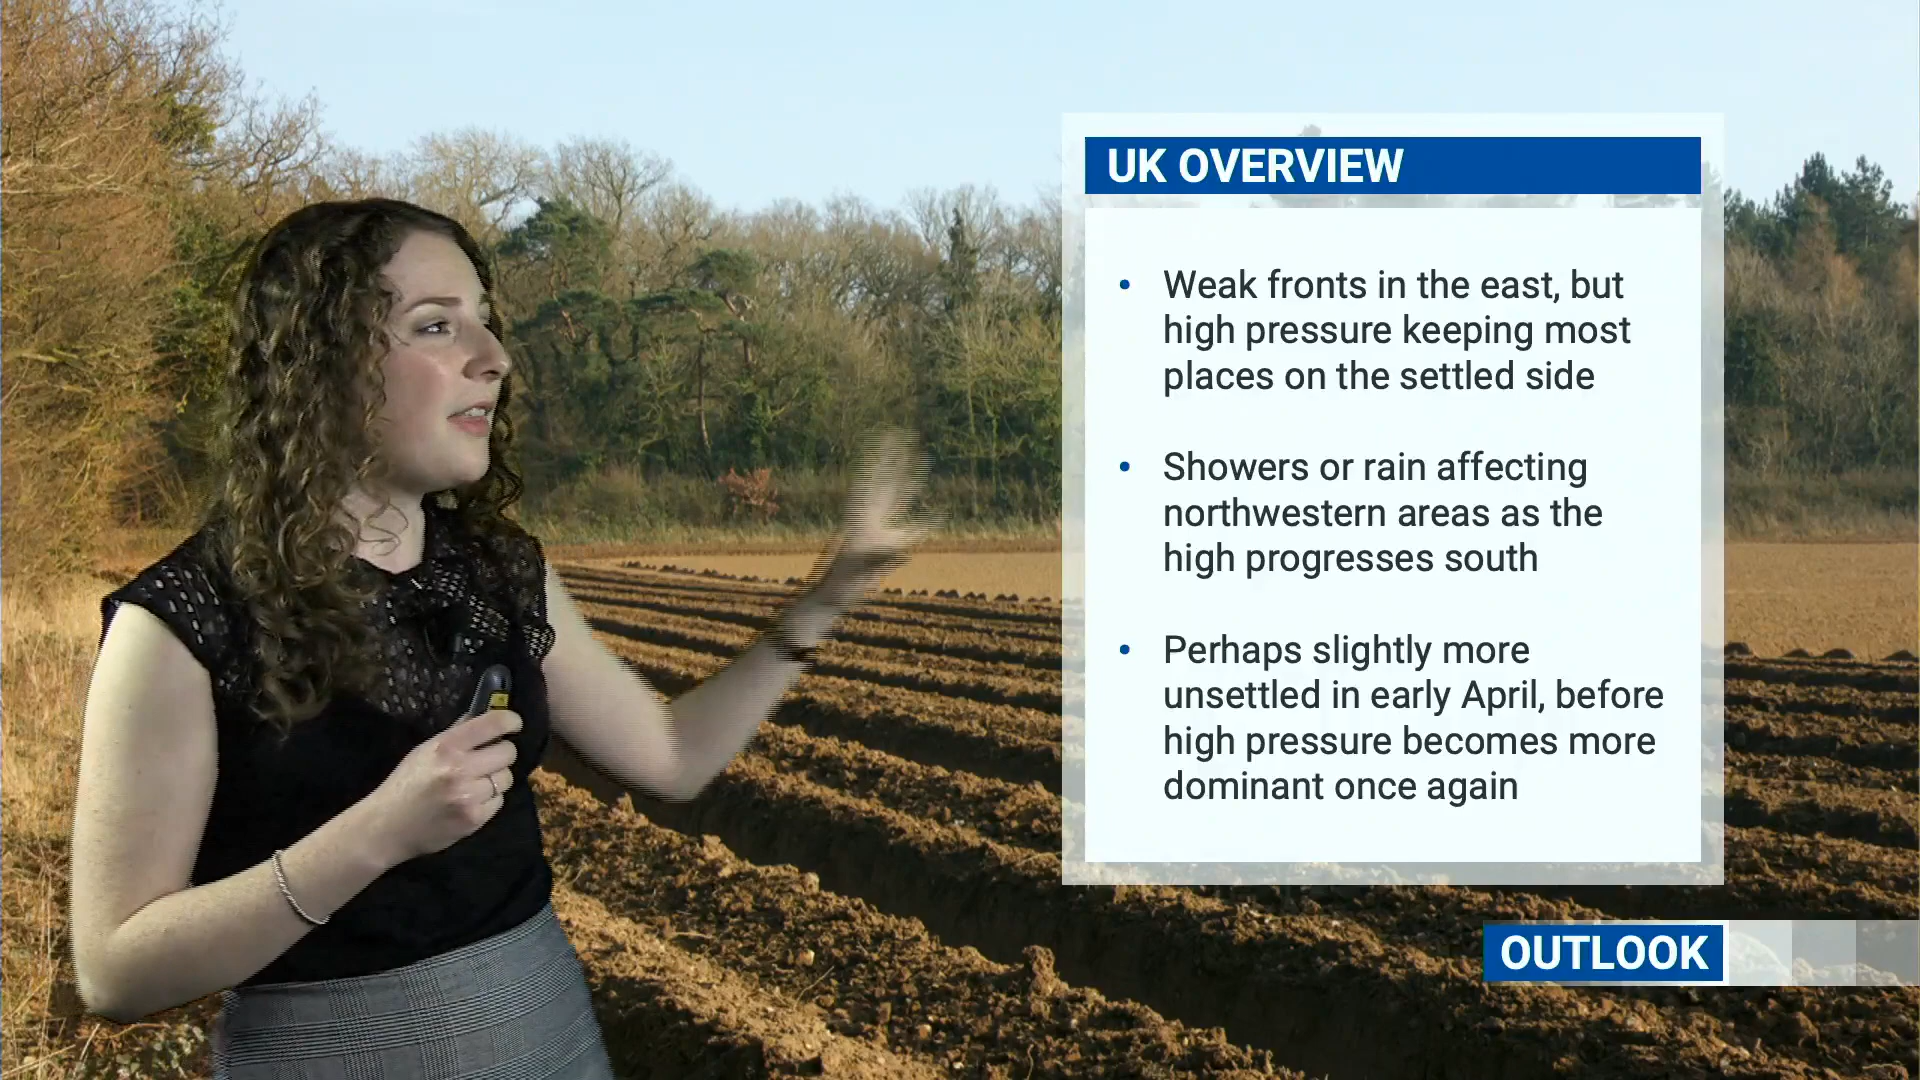 UK OVERVIEW
• Weak fronts in the east, but
high pressure keeping most
places on the settled side
• Showers or rain affecting
northwestern areas as the
high progresses south
• Perhaps slightly more
unsettled in early April, before
high pressure becomes more
dominant once again
OUTLOOK